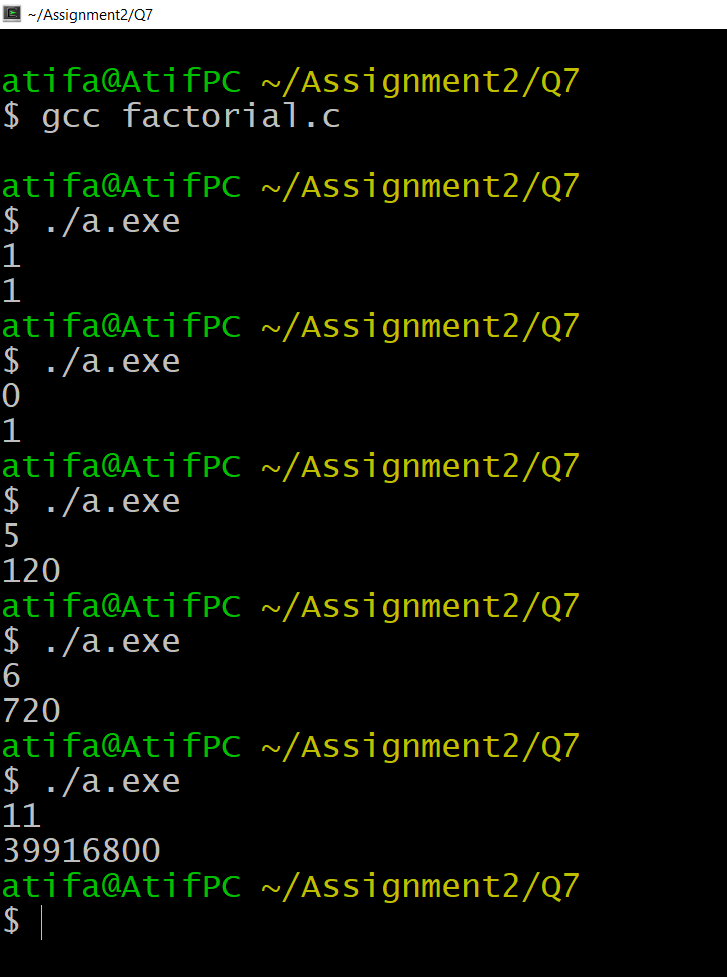 ~/Assignment2/Q7
atifa@AtifPC ~/Assignment2/Q7
$ gcc factorial.c
atifa@AtifPC ~/Assignment2/Q7
$ ./a.exe
1
1
atifa@AtifPC ~/Assignment2/Q7
$ ./a.exe
0
1
atifa@AtifPC ~/Assignment2/Q7
$ ./a.exe
5
120
atifa@AtifPC ~/Assignment2/Q7
$ ./a.exe
6
720
atifa@AtifPC ~/Assignment2/Q7
$ ./a.exe
11
39916800
atifa@AtifPC ~/Assignment2/Q7
$